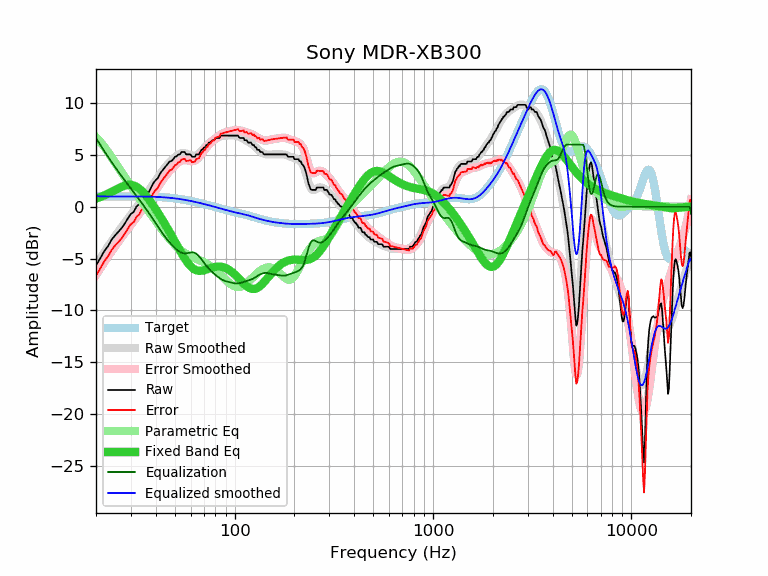 Sony MDR-XB300
Amplitude (dBr)
10
5
0
−5
−10
−15
−20
−25
Target
Raw Smoothed
Error Smoothed
Raw
Error
Parametric Eq
Fixed Band Eq
Equalization
Equalized smoothed
100
1000
10000
Frequency (Hz)